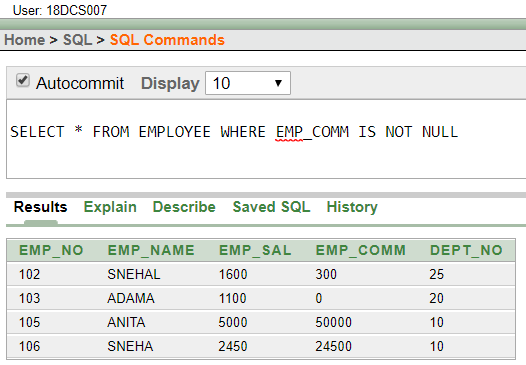 User: 18DCS007
Home > SQL > SQL Commands
Autocommit Display 10
SELECT * FROM EMPLOYEE WHERE EMP_COMM IS NOT NULL
Results Explain Describe Saved SQL History
EMP_NO EMP_NAME EMP_SAL EMP_COMM DEPT_NO
102 SNEHAL 1600 300 25
103 ADAMA 1100 0 20
105 ANITA 5000 50000 10
106 SNEHA 2450 24500 10